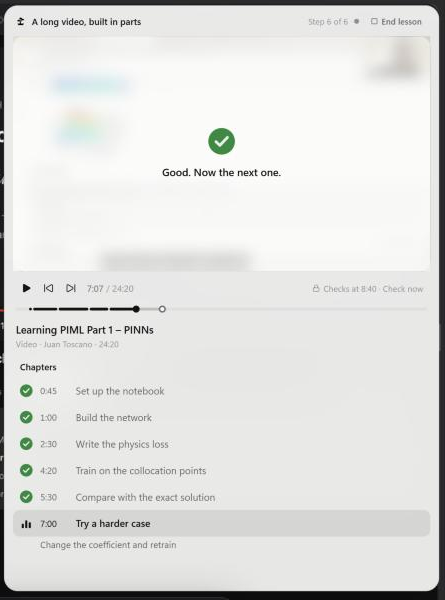 A long video, built in parts
Step 6 of 6
End lesson
Good. Now the next one.
7:07 / 24:20
Checks at 8:40 · Check now
Learning PIML Part 1 – PINNs
Video · Juan Toscano · 24:20
Chapters
0:45 Set up the notebook
1:00 Build the network
2:30 Write the physics loss
4:20 Train on the collocation points
5:30 Compare with the exact solution
7:00 Try a harder case
Change the coefficient and retrain